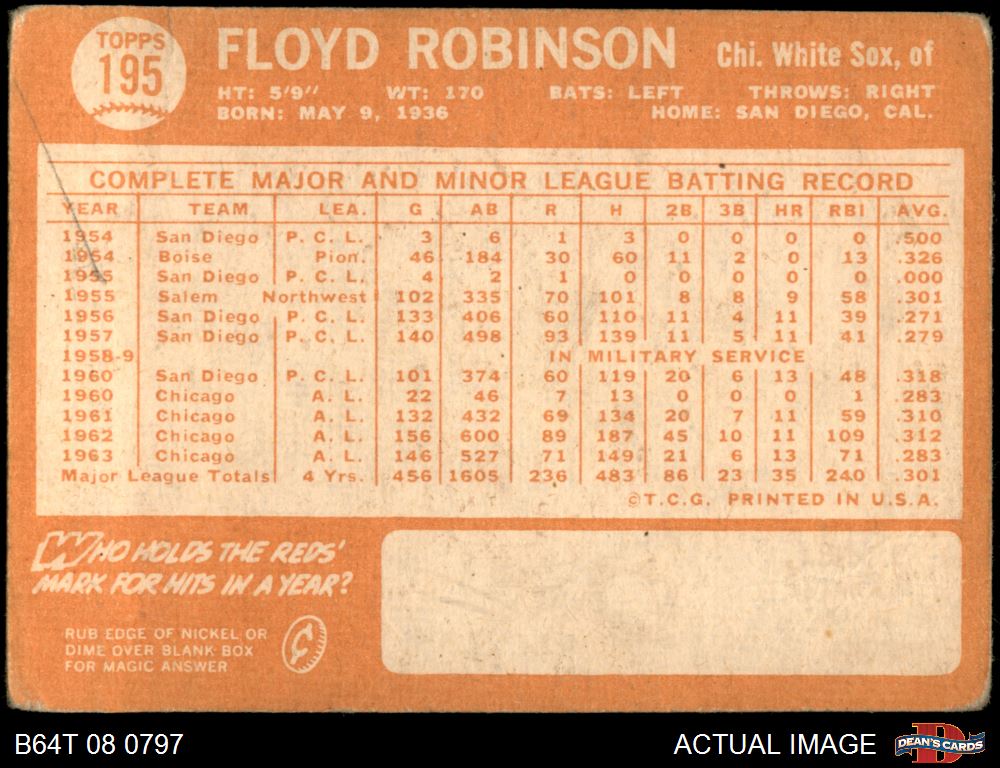 TOPPS
195
FLOYD ROBINSON Chi. White Sox, of
HT: 5'9" WT: 170 BATS: LEFT THROWS: RIGHT
BORN: MAY 9, 1936 HOME: SAN DIEGO, CAL.
COMPLETE MAJOR AND MINOR LEAGUE BATTING RECORD
YEAR TEAM LEA. G AB R H 2B 3B HR RBI AVG.
1954 San Diego P. C. L. 3 6 1 3 0 0 0 0 .500
1954 Boise Pion. 46 184 30 60 11 2 0 13 .326
1955 San Diego P. C. L. 4 2 1 0 0 0 0 0 .000
1955 Salem Northwest 102 335 70 101 8 8 9 58 .301
1956 San Diego P. C. L. 133 406 60 110 11 4 11 39 .271
1957 San Diego P. C. L. 140 498 93 139 11 5 11 41 .279
1958-9 IN MILITARY SERVICE
1960 San Diego P. C. L. 101 374 60 119 20 6 13 48 .318
1960 Chicago A. L. 22 46 7 13 0 0 0 1 .283
1961 Chicago A. L. 132 432 69 134 20 7 11 59 .310
1962 Chicago A. L. 156 600 89 187 45 10 11 109 .312
1963 Chicago A. L. 146 527 71 149 21 6 13 71 .283
Major League Totals 4 Yrs. 456 1605 236 483 86 23 35 240 .301
©T.C.G. PRINTED IN U.S.A.
WHO HOLDS THE REDS'
MARK FOR HITS IN A YEAR?
RUB EDGE OF NICKEL OR
DIME OVER BLANK BOX
FOR MAGIC ANSWER
¢
B64T 08 0797 ACTUAL IMAGE
D
DEAN'S CARDS